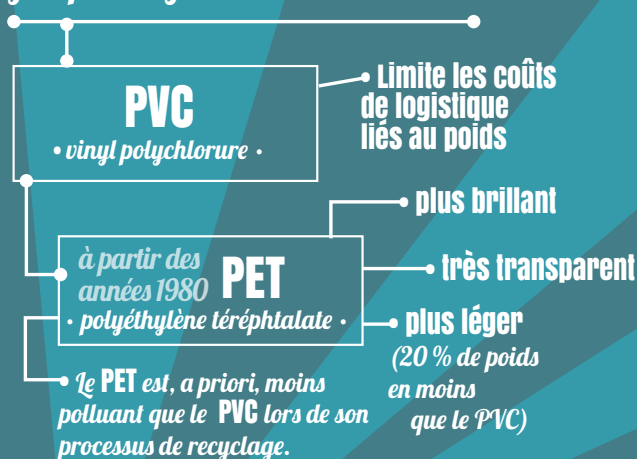 PVC
• vinyl polychlorure •
Limite les coûts
de logistique
liés au poids
plus brillant
à partir des
années 1980 PET
• polyéthylène téréphtalate •
très transparent
plus léger
(20 % de poids
en moins
que le PVC)
Le PET est, a priori, moins
polluant que le PVC lors de son
processus de recyclage.